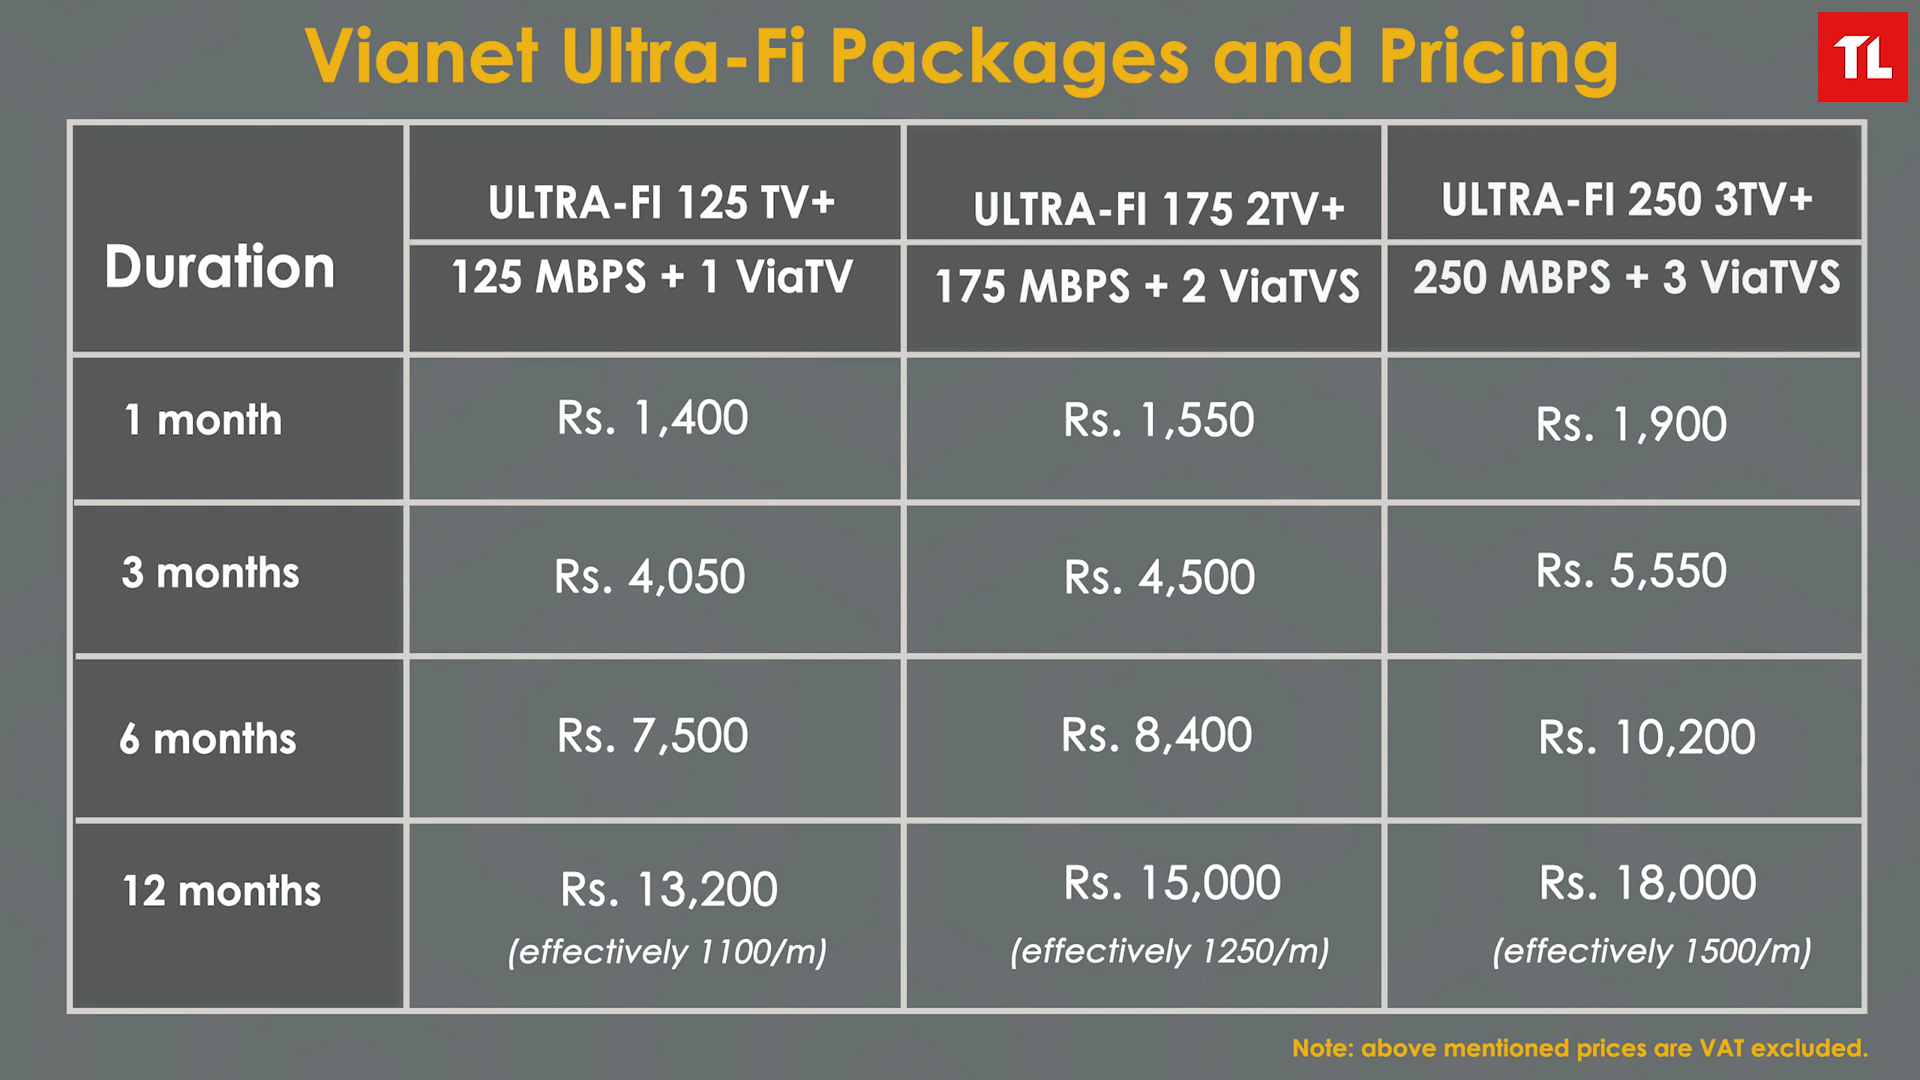 Vianet Ultra-Fi Packages and Pricing
TL
Duration
ULTRA-FI 125 TV+
ULTRA-FI 175 2TV+
ULTRA-FI 250 3TV+
125 MBPS + 1 ViaTV
175 MBPS + 2 ViaTVS
250 MBPS + 3 ViaTVS
1 month
Rs. 1,400
Rs. 1,550
Rs. 1,900
3 months
Rs. 4,050
Rs. 4,500
Rs. 5,550
6 months
Rs. 7,500
Rs. 8,400
Rs. 10,200
12 months
Rs. 13,200
Rs. 15,000
Rs. 18,000
(effectively 1100/m)
(effectively 1250/m)
(effectively 1500/m)
Note: above mentioned prices are VAT excluded.